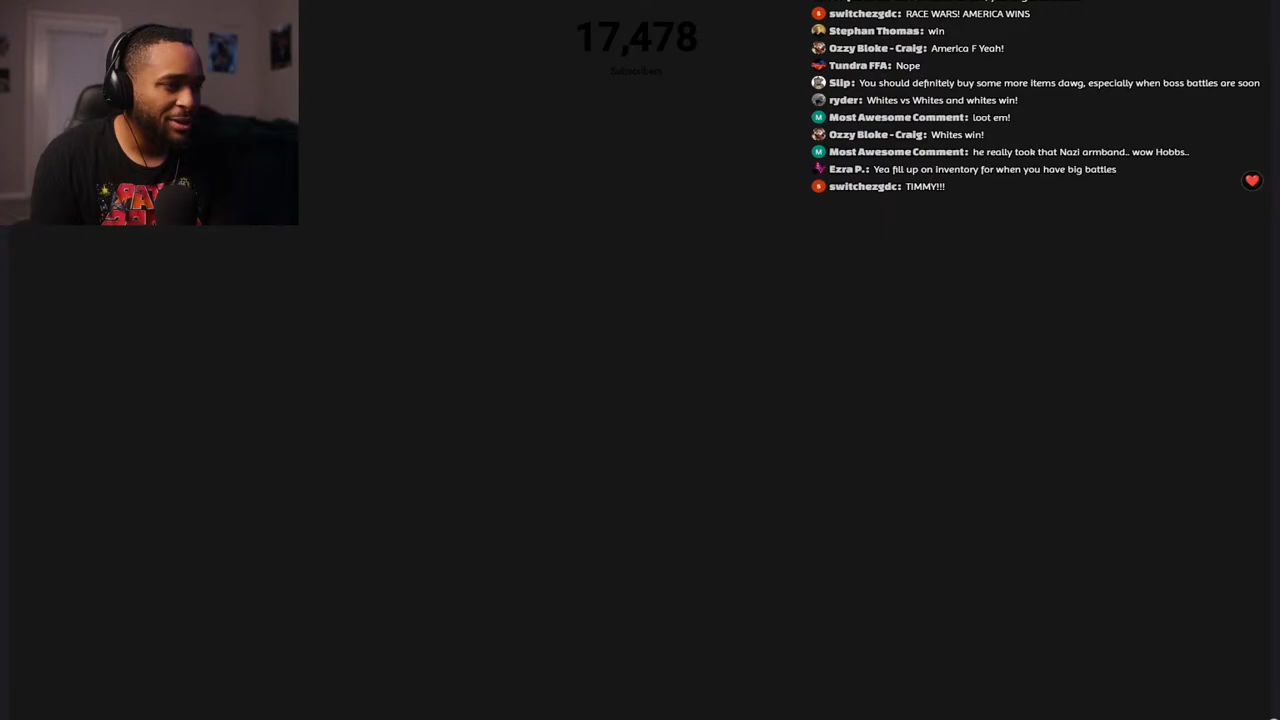 17,478
Subscribers
switchezgdc: RACE WARS! AMERICA WINS
Stephan Thomas: win
Ozzy Bloke - Craig: America F Yeah!
Tundra FFA: Nope
Slip: You should definitely buy some more items dawg, especially when boss battles are soon
ryder: Whites vs Whites and whites win!
Most Awesome Comment: loot em!
Ozzy Bloke - Craig: Whites win!
Most Awesome Comment: he really took that Nazi armband.. wow Hobbs..
Ezra P.: Yea fill up on inventory for when you have big battles
switchezgdc: TIMMY!!!